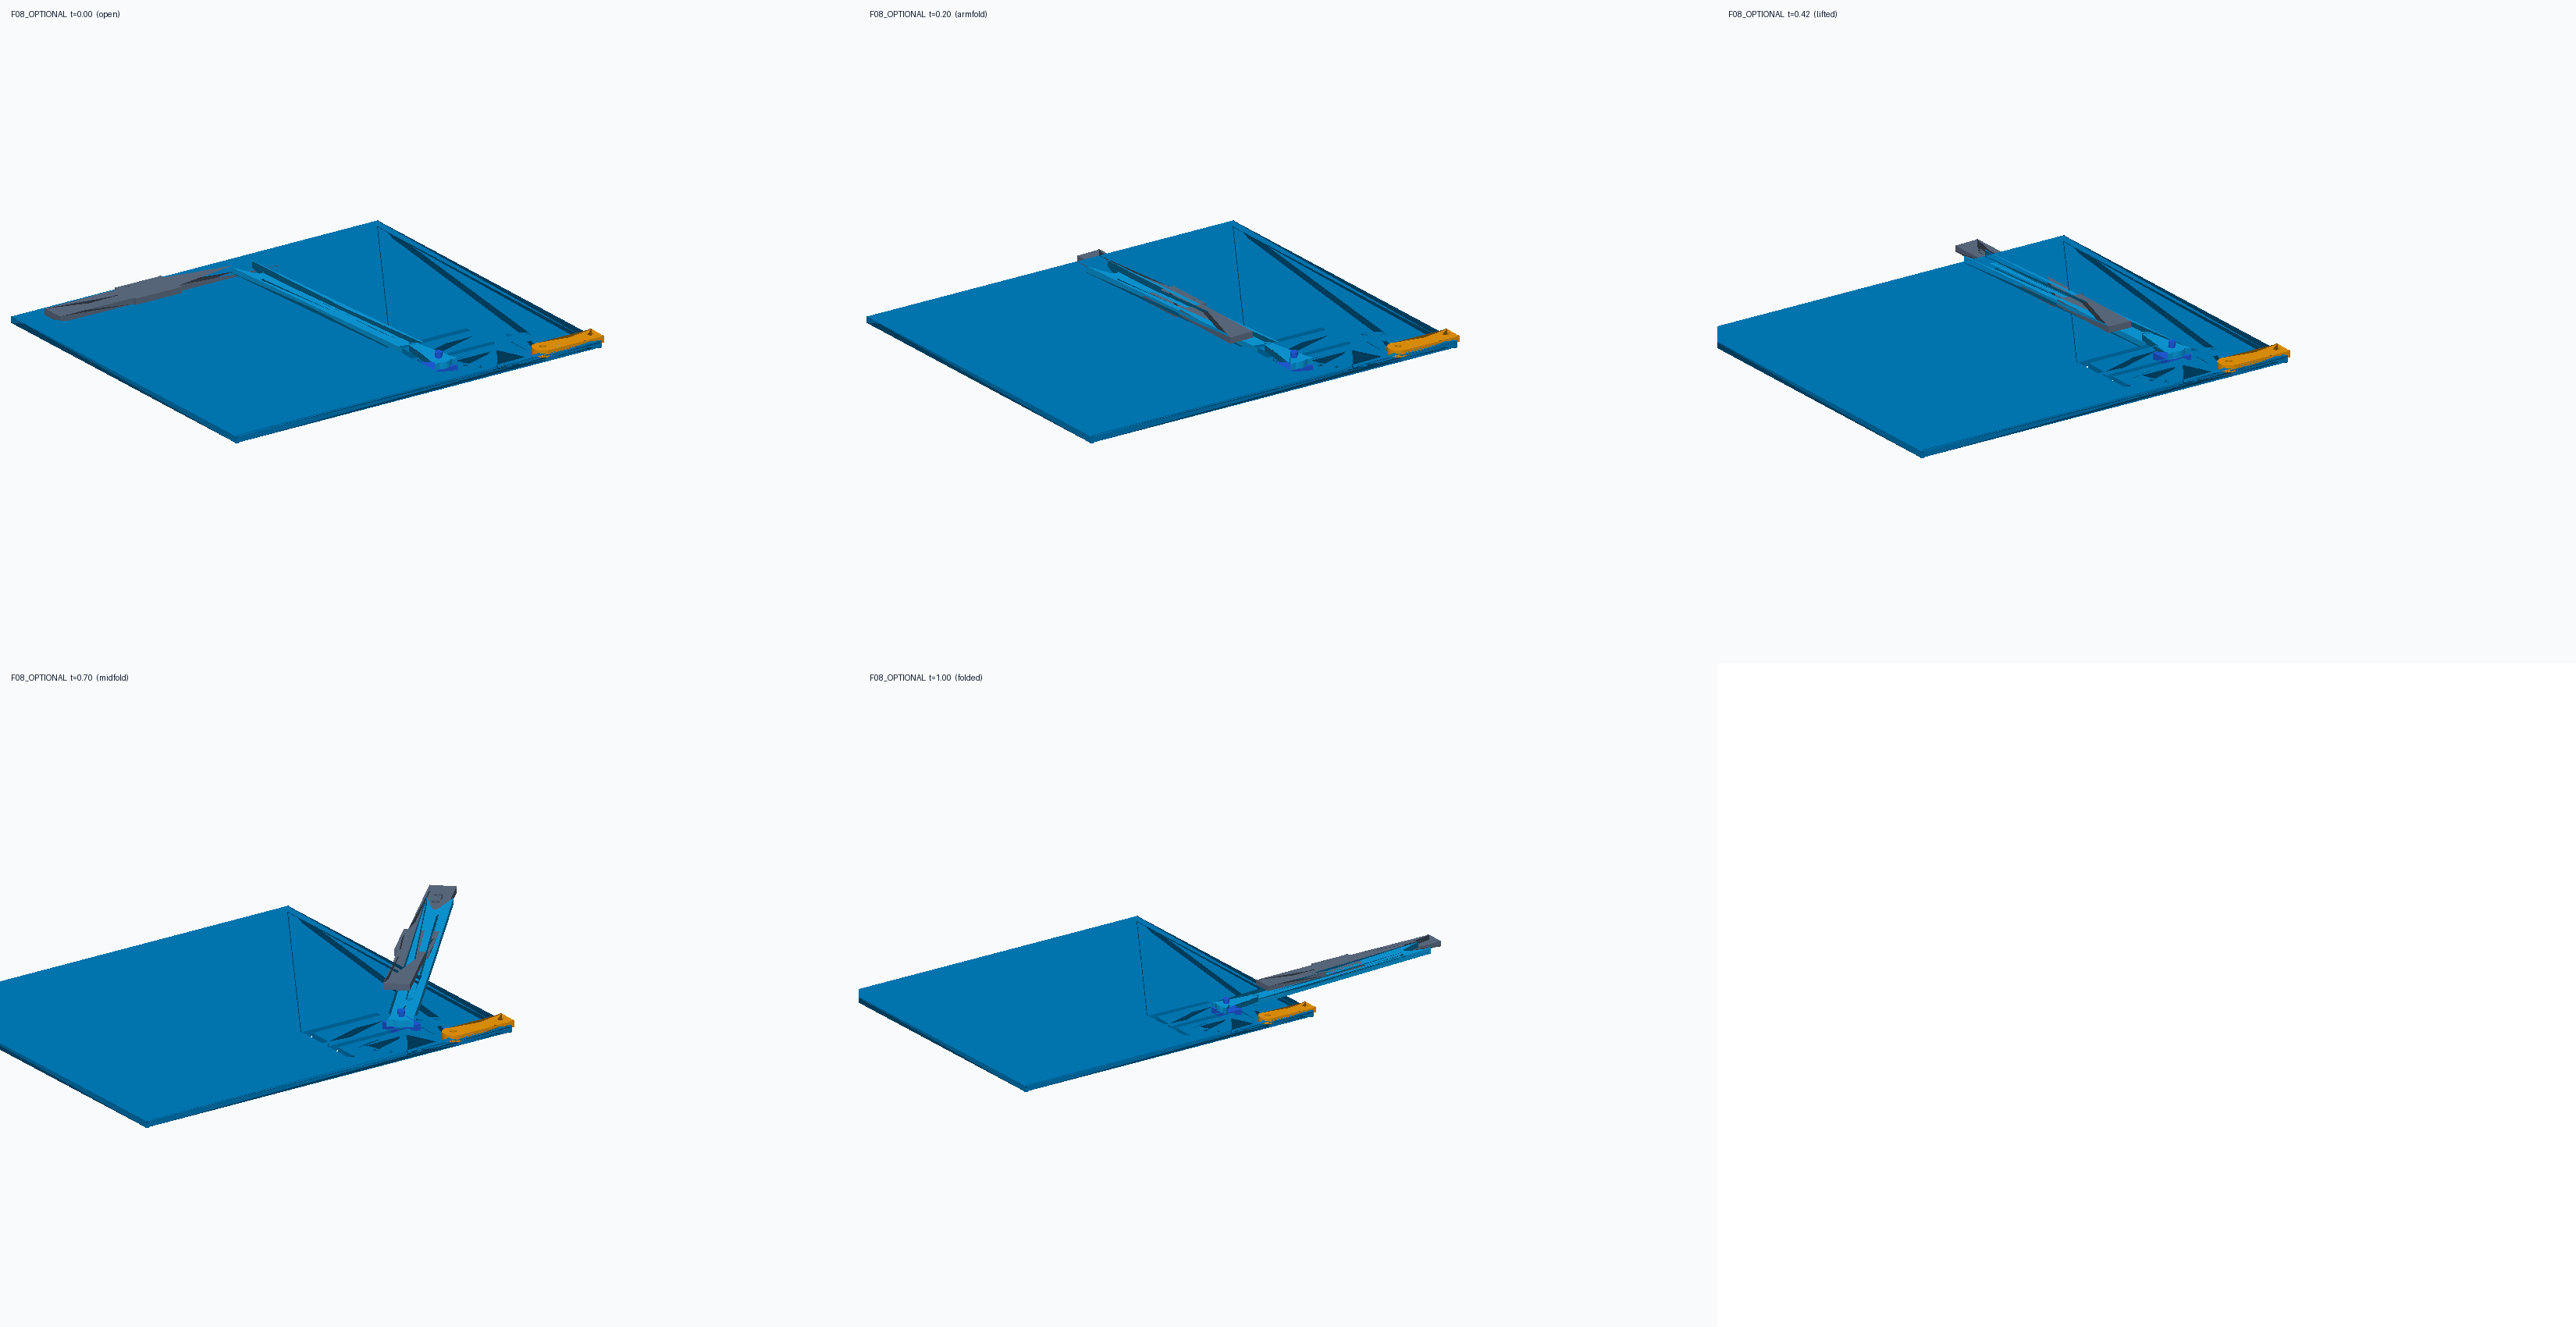 F08_OPTIONAL t=0.00 (open)
F08_OPTIONAL t=0.20 (armfold)
F08_OPTIONAL t=0.42 (lifted)
F08_OPTIONAL t=0.70 (midfold)
F08_OPTIONAL t=1.00 (folded)